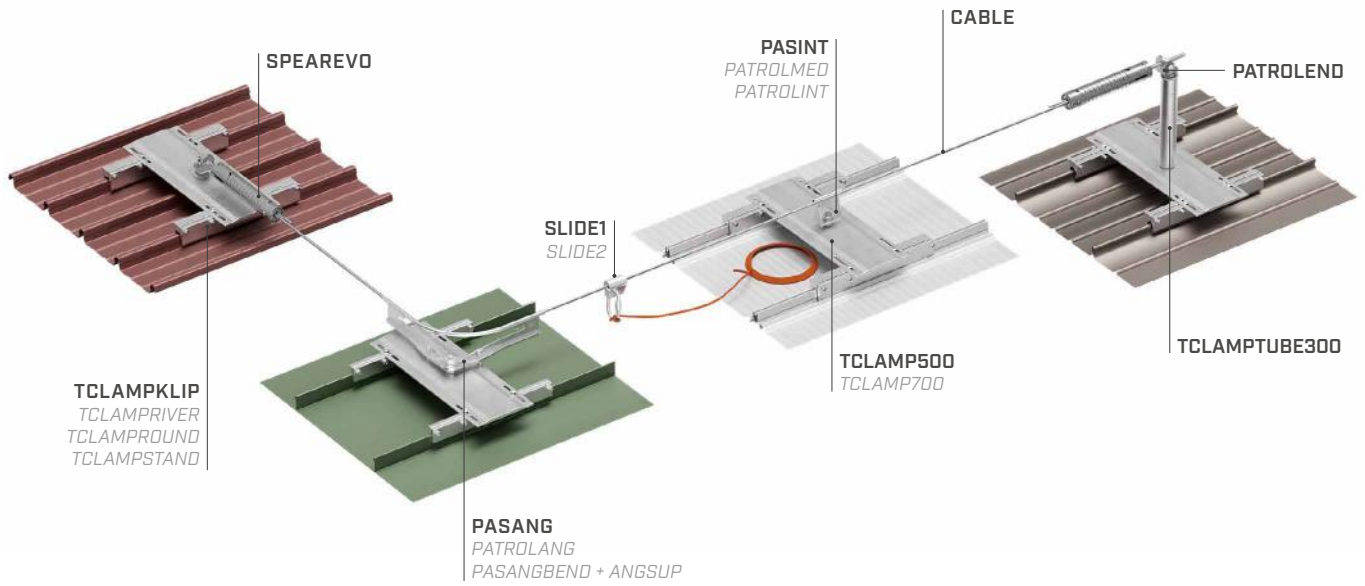 SPEAREVO
PASINT
PATROLMED
PATROLINT
CABLE
PATROLEND
SLIDE1
SLIDE2
TCLAMPKLIP
TCLAMPRIVER
TCLAMPROUND
TCLAMPSTAND
TCLAMP500
TCLAMP700
TCLAMPTUBE300
PASANG
PATROLANG
PASANGBEND + ANGSUP